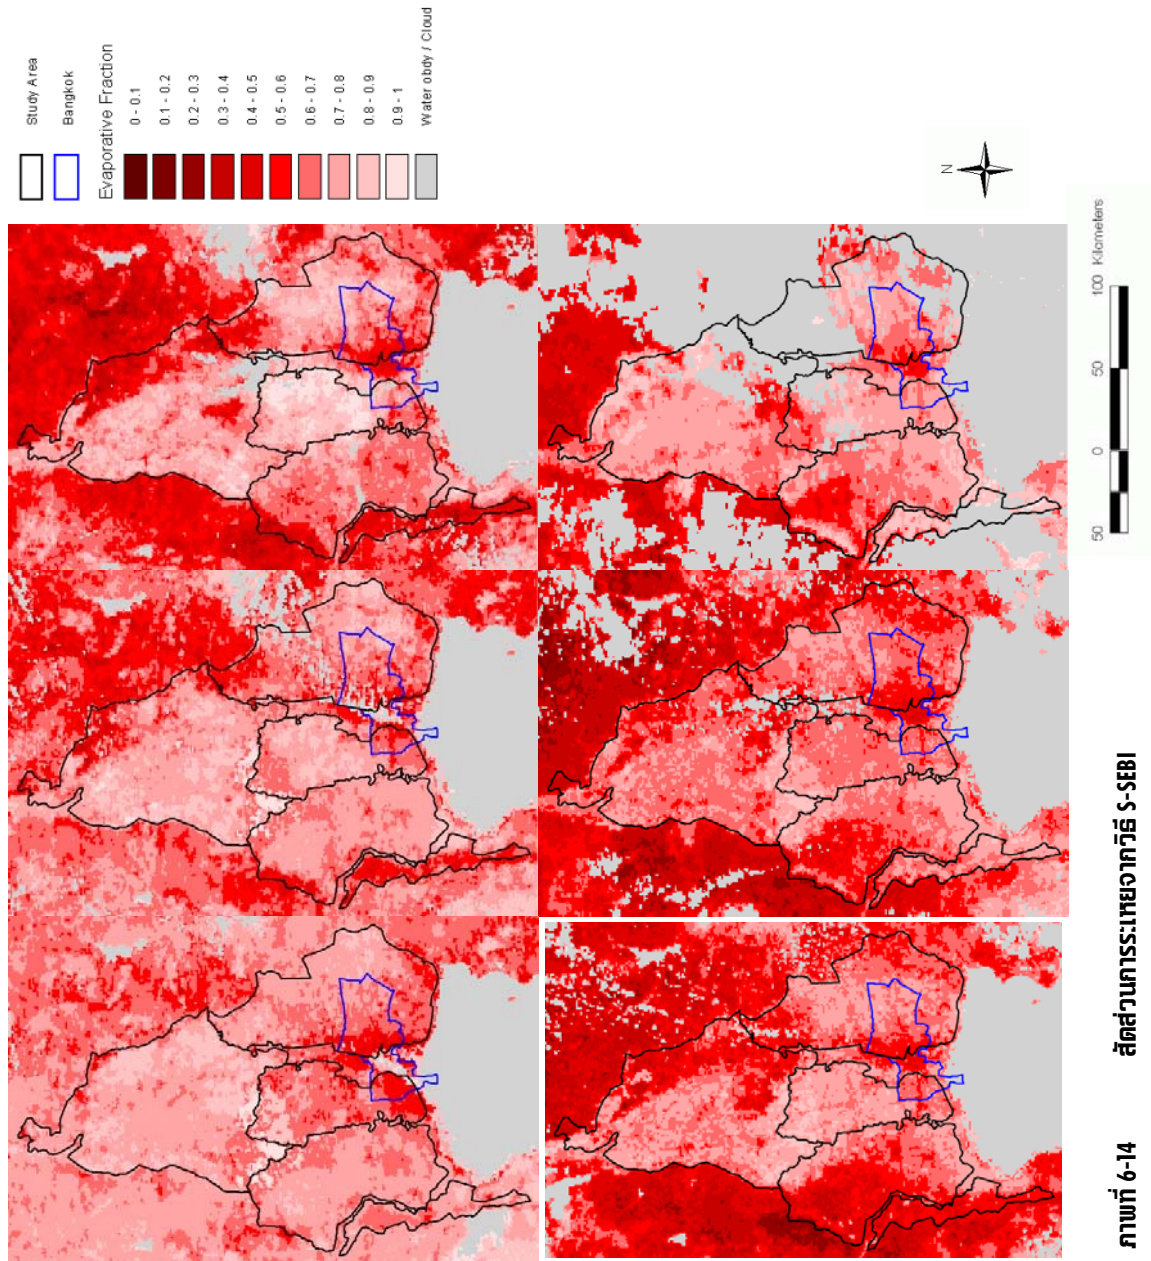 Study Area
Bangkok
Evaporative Fraction
0 - 0.1
0.1 - 0.2
0.2 - 0.3
0.3 - 0.4
0.4 - 0.5
0.5 - 0.6
0.6 - 0.7
0.7 - 0.8
0.8 - 0.9
0.9 - 1
Water obdy / Cloud
N
50 0 50 100 Kilometers
ภาพที่ 6-14 สัดส่วนการระเหยจากวิธี S-SEBI